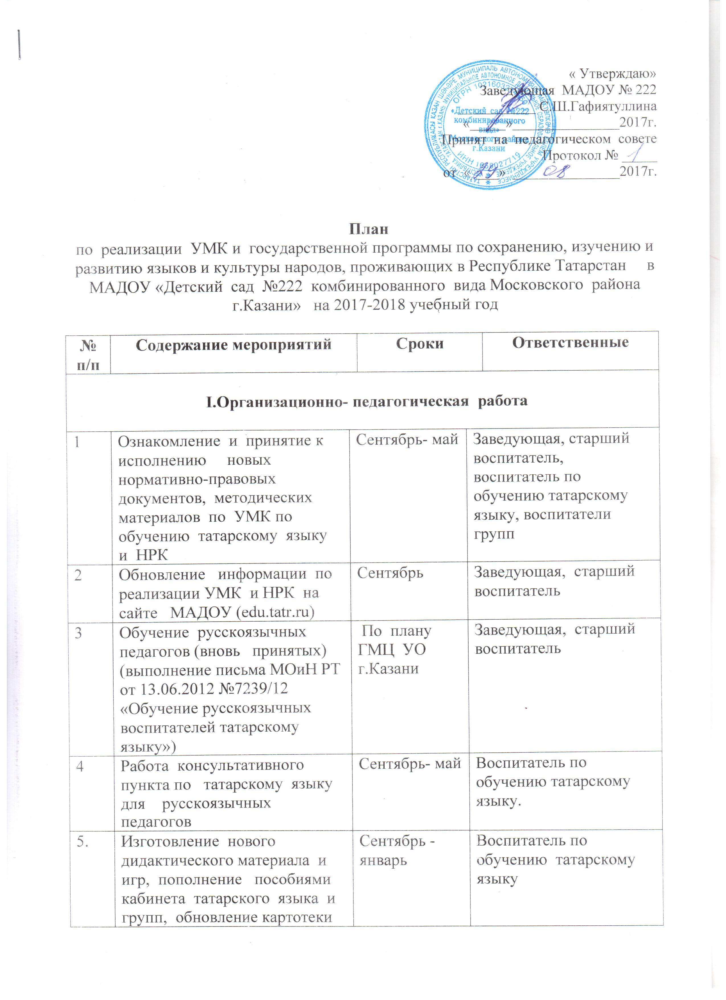 « Утверждаю»
Заведующая МАДОУ № 222
С.Ш.Гафиятуллина
«_____»_______________2017г.
Принят на педагогическом совете
Протокол № 1
от « 29 » 08 2017г.
«Детский сад №222
комбинированного
вида»
Московского района
г.Казани
План
по реализации УМК и государственной программы по сохранению, изучению и
развитию языков и культуры народов, проживающих в Республике Татарстан в
МАДОУ «Детский сад №222 комбинированного вида Московского района
г.Казани» на 2017-2018 учебный год
№ п/п Содержание мероприятий Сроки Ответственные
I.Организационно- педагогическая работа
1
Ознакомление и принятие к
исполнению новых
нормативно-правовых
документов, методических
материалов по УМК по
обучению татарскому языку
и НРК
Сентябрь- май
Заведующая, старший
воспитатель,
воспитатель по
обучению татарскому
языку, воспитатели
групп
2
Обновление информации по
реализации УМК и НРК на
сайте МАДОУ (edu.tatr.ru)
Сентябрь
Заведующая, старший
воспитатель
3
Обучение русскоязычных
педагогов (вновь принятых)
(выполнение письма МОиН РТ
от 13.06.2012 №7239/12
«Обучение русскоязычных
воспитателей татарскому
языку»)
По плану
ГМЦ УО
г.Казани
Заведующая, старший
воспитатель
4
Работа консультативного
пункта по татарскому языку
для русскоязычных
педагогов
Сентябрь- май
Воспитатель по
обучению татарскому
языку.
5.
Изготовление нового
дидактического материала и
игр, пополнение пособиями
кабинета татарского языка и
групп, обновление картотеки
Сентябрь -
январь
Воспитатель по
обучению татарскому
языку